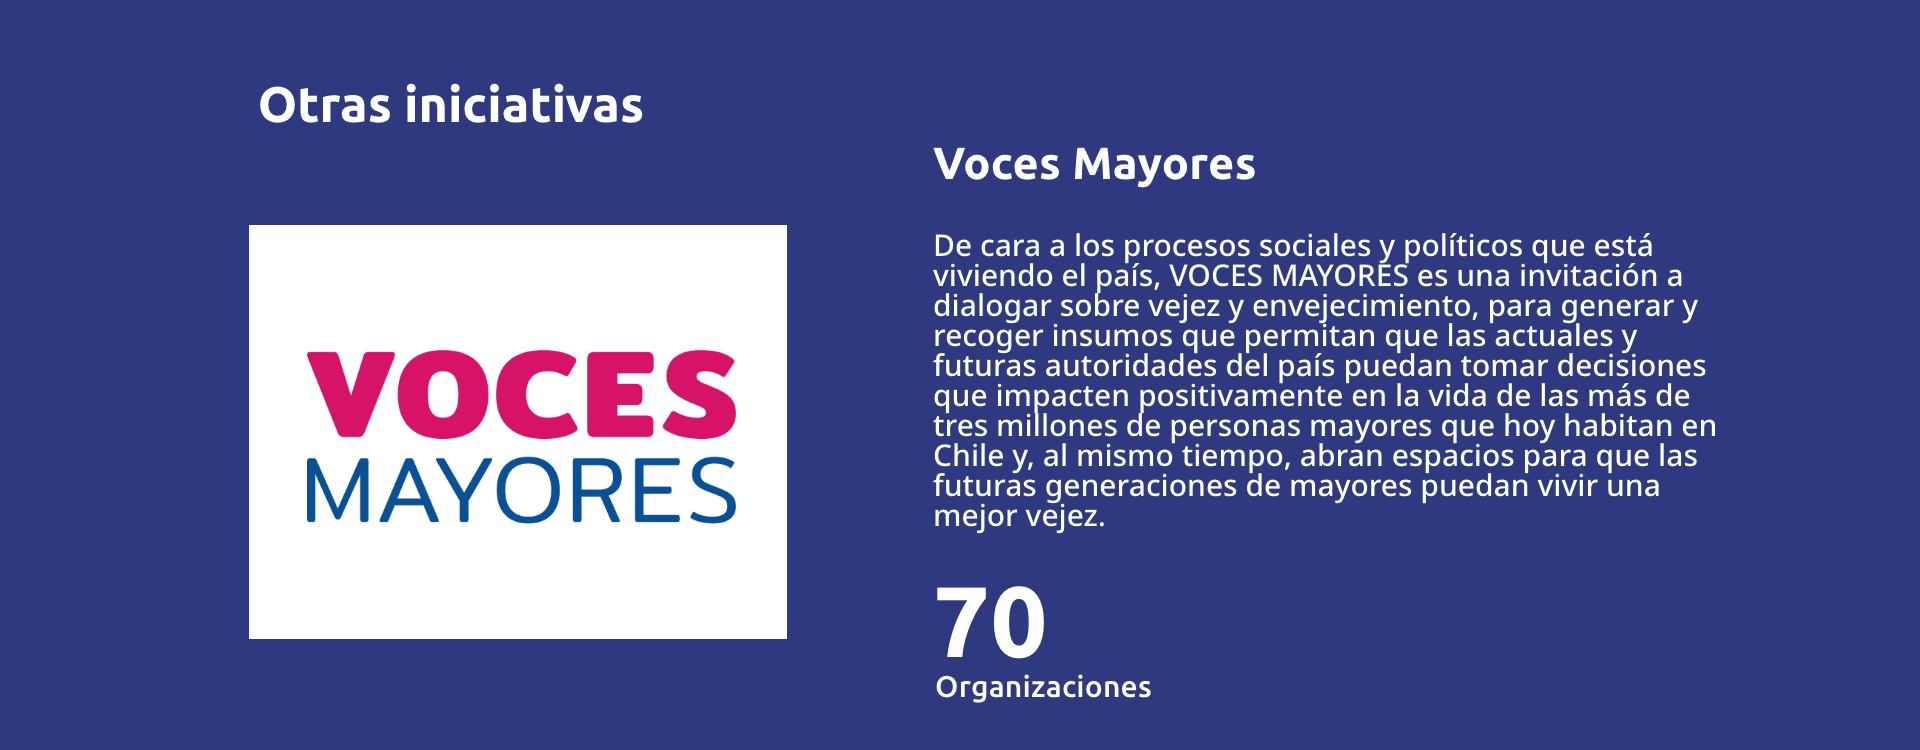 Otras iniciativas
VOCES
MAYORES
Voces Mayores
De cara a los procesos sociales y políticos que está
viviendo el país, VOCES MAYORES es una invitación a
dialogar sobre vejez y envejecimiento, para generar y
recoger insumos que permitan que las actuales y
futuras autoridades del país puedan tomar decisiones
que impacten positivamente en la vida de las más de
tres millones de personas mayores que hoy habitan en
Chile y, al mismo tiempo, abran espacios para que las
futuras generaciones de mayores puedan vivir una
mejor vejez.
70
Organizaciones